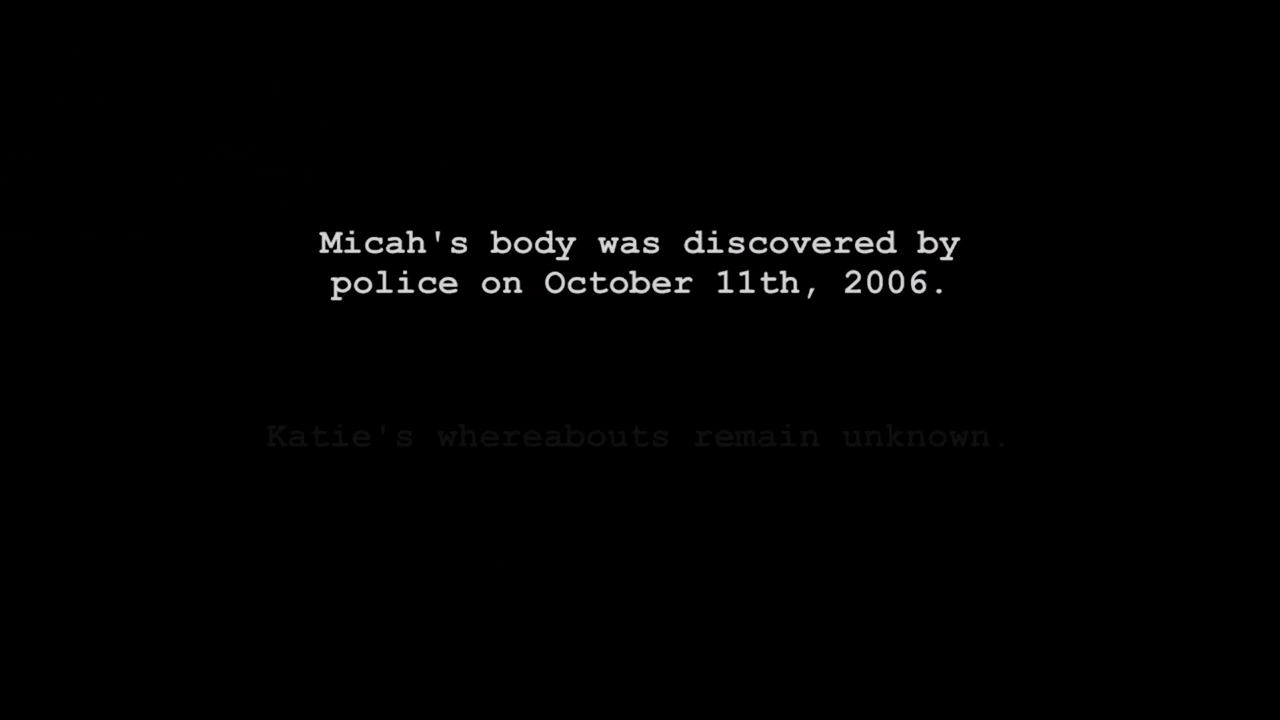 Micah's body was discovered by
police on October 11th, 2006.
Katie's whereabouts remain unknown.